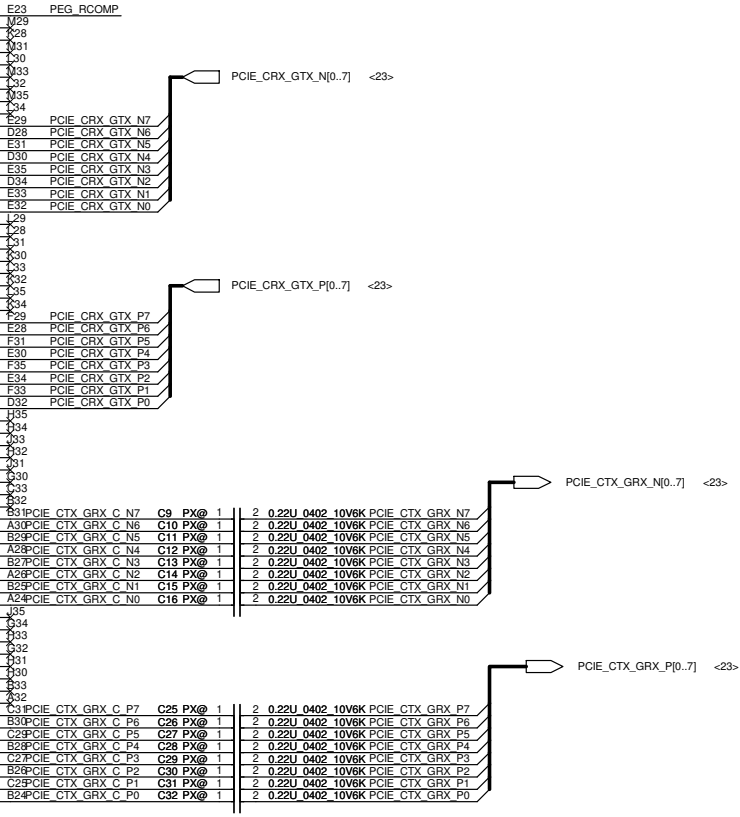 E23 PEG_RCOMP
M29
K28
M31
L30
M33
L32
M35
L34
PCIE_CRX_GTX_N[0..7] <23>
E29 PCIE_CRX_GTX_N7
D28 PCIE_CRX_GTX_N6
E31 PCIE_CRX_GTX_N5
D30 PCIE_CRX_GTX_N4
E35 PCIE_CRX_GTX_N3
D34 PCIE_CRX_GTX_N2
E33 PCIE_CRX_GTX_N1
E32 PCIE_CRX_GTX_N0
L29
L28
L31
K30
L33
K32
L35
K34
PCIE_CRX_GTX_P[0..7] <23>
F29 PCIE_CRX_GTX_P7
E28 PCIE_CRX_GTX_P6
F31 PCIE_CRX_GTX_P5
E30 PCIE_CRX_GTX_P4
F35 PCIE_CRX_GTX_P3
E34 PCIE_CRX_GTX_P2
F33 PCIE_CRX_GTX_P1
D32 PCIE_CRX_GTX_P0
H35
H34
J33
H32
J31
G30
C33
B32
PCIE_CTX_GRX_N[0..7] <23>
B31 PCIE_CTX_GRX_C_N7 C9 PX@ 1 2 0.22U_0402_10V6K PCIE_CTX_GRX_N7
A30 PCIE_CTX_GRX_C_N6 C10 PX@ 1 2 0.22U_0402_10V6K PCIE_CTX_GRX_N6
B29 PCIE_CTX_GRX_C_N5 C11 PX@ 1 2 0.22U_0402_10V6K PCIE_CTX_GRX_N5
A28 PCIE_CTX_GRX_C_N4 C12 PX@ 1 2 0.22U_0402_10V6K PCIE_CTX_GRX_N4
B27 PCIE_CTX_GRX_C_N3 C13 PX@ 1 2 0.22U_0402_10V6K PCIE_CTX_GRX_N3
A26 PCIE_CTX_GRX_C_N2 C14 PX@ 1 2 0.22U_0402_10V6K PCIE_CTX_GRX_N2
B25 PCIE_CTX_GRX_C_N1 C15 PX@ 1 2 0.22U_0402_10V6K PCIE_CTX_GRX_N1
A24 PCIE_CTX_GRX_C_N0 C16 PX@ 1 2 0.22U_0402_10V6K PCIE_CTX_GRX_N0
J35
G34
H33
G32
H31
H30
B33
A32
PCIE_CTX_GRX_P[0..7] <23>
C31 PCIE_CTX_GRX_C_P7 C25 PX@ 1 2 0.22U_0402_10V6K PCIE_CTX_GRX_P7
B30 PCIE_CTX_GRX_C_P6 C26 PX@ 1 2 0.22U_0402_10V6K PCIE_CTX_GRX_P6
C29 PCIE_CTX_GRX_C_P5 C27 PX@ 1 2 0.22U_0402_10V6K PCIE_CTX_GRX_P5
B28 PCIE_CTX_GRX_C_P4 C28 PX@ 1 2 0.22U_0402_10V6K PCIE_CTX_GRX_P4
C27 PCIE_CTX_GRX_C_P3 C29 PX@ 1 2 0.22U_0402_10V6K PCIE_CTX_GRX_P3
B26 PCIE_CTX_GRX_C_P2 C30 PX@ 1 2 0.22U_0402_10V6K PCIE_CTX_GRX_P2
C25 PCIE_CTX_GRX_C_P1 C31 PX@ 1 2 0.22U_0402_10V6K PCIE_CTX_GRX_P1
B24 PCIE_CTX_GRX_C_P0 C32 PX@ 1 2 0.22U_0402_10V6K PCIE_CTX_GRX_P0